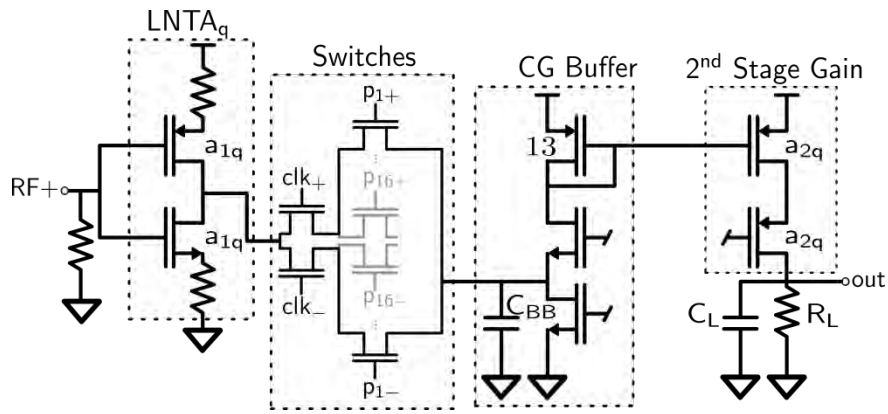 LNTAq
Switches
CG Buffer
2nd Stage Gain
p1+
13
a1q
a2q
clk+
p16+
RF+
a1q
a2q
clk−
p16−
out
CBB
CL
RL
p1−